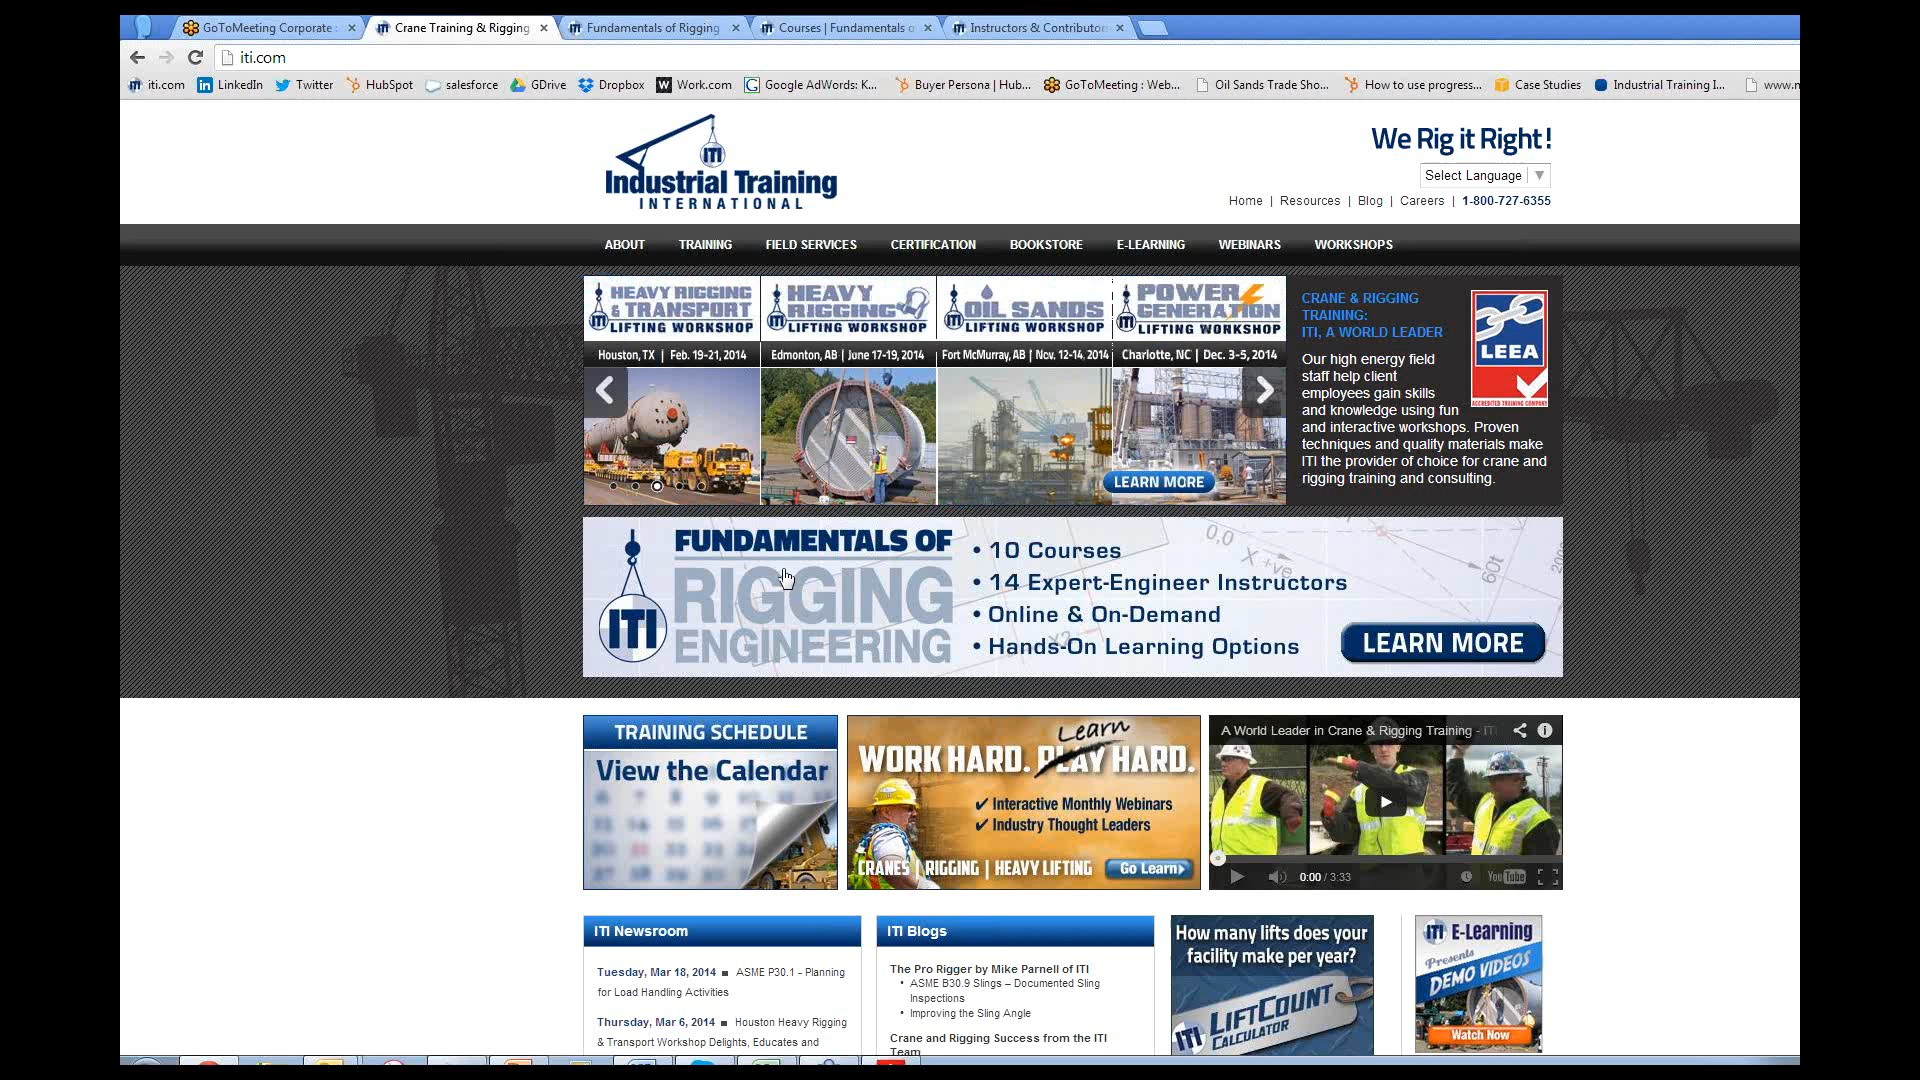 GoToMeeting Corporate
Crane Training & Rigging
Fundamentals of Rigging
Courses | Fundamentals o
Instructors & Contributor
iti.com
iti.com
LinkedIn
Twitter
HubSpot
salesforce
GDrive
Dropbox
Work.com
Google AdWords: K...
Buyer Persona | Hub...
GoToMeeting : Web...
Oil Sands Trade Sho...
How to use progress...
Case Studies
Industrial Training I...
ITI
Industrial Training
INTERNATIONAL
We Rig it Right!
Select Language
Home | Resources | Blog | Careers | 1-800-727-6355
ABOUT
TRAINING
FIELD SERVICES
CERTIFICATION
BOOKSTORE
E-LEARNING
WEBINARS
WORKSHOPS
ITI
HEAVY RIGGING
& TRANSPORT
LIFTING WORKSHOP
Houston, TX | Feb. 19-21, 2014
ITI
HEAVY
RIGGING
LIFTING WORKSHOP
Edmonton, AB | June 17-19, 2014
ITI
OIL SANDS
LIFTING WORKSHOP
Fort McMurray, AB | Nov. 12-14, 2014
ITI
POWER
GENERATION
LIFTING WORKSHOP
Charlotte, NC | Dec. 3-5, 2014
LEARN MORE
CRANE & RIGGING
TRAINING:
ITI, A WORLD LEADER
LEEA
ACCREDITED TRAINING COMPANY
Our high energy field
staff help client
employees gain skills
and knowledge using fun
and interactive workshops. Proven
techniques and quality materials make
ITI the provider of choice for crane and
rigging training and consulting.
ITI
FUNDAMENTALS OF
RIGGING
ENGINEERING
• 10 Courses
• 14 Expert-Engineer Instructors
• Online & On-Demand
• Hands-On Learning Options
0,0
X +ve
60t
LEARN MORE
TRAINING SCHEDULE
View the Calendar
Learn
WORK HARD. PLAY HARD.
✔ Interactive Monthly Webinars
✔ Industry Thought Leaders
CRANES | RIGGING | HEAVY LIFTING
Go Learn
A World Leader in Crane & Rigging Training - ITI
0:00 / 3:33
YouTube
ITI Newsroom
Tuesday, Mar 18, 2014 ■ ASME P30.1 - Planning
for Load Handling Activities
Thursday, Mar 6, 2014 ■ Houston Heavy Rigging
& Transport Workshop Delights, Educates and
ITI Blogs
The Pro Rigger by Mike Parnell of ITI
• ASME B30.9 Slings – Documented Sling
Inspections
• Improving the Sling Angle
Crane and Rigging Success from the ITI
Team
How many lifts does your
facility make per year?
ITI
LIFTCOUNT
CALCULATOR
ITI E-Learning
Presents
DEMO VIDEOS
Watch Now